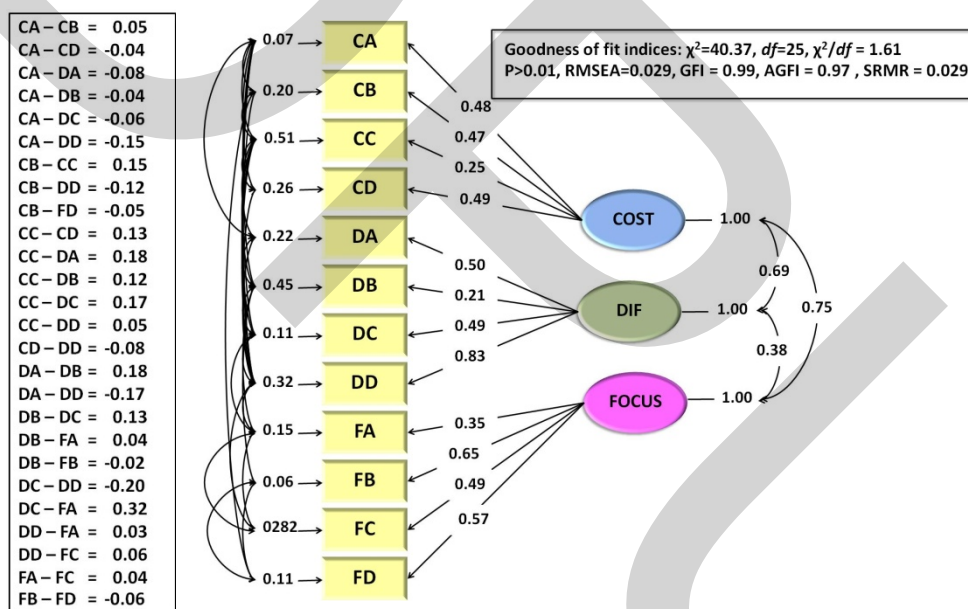 CA – CB = 0.05
CA – CD = -0.04
CA – DA = -0.08
CA – DB = -0.04
CA – DC = -0.06
CA – DD = -0.15
CB – CC = 0.15
CB – DD = -0.12
CB – FD = -0.05
CC – CD = 0.13
CC – DA = 0.18
CC – DB = 0.12
CC – DC = 0.17
CC – DD = 0.05
CD – DD = -0.08
DA – DB = 0.18
DA – DD = -0.17
DB – DC = 0.13
DB – FA = 0.04
DB – FB = -0.02
DC – DD = -0.20
DC – FA = 0.32
DD – FA = 0.03
DD – FC = 0.06
FA – FC = 0.04
FB – FD = -0.06
0.07 CA
0.20 CB
0.51 CC
0.26 CD
0.22 DA
0.45 DB
0.11 DC
0.32 DD
0.15 FA
0.06 FB
0282 FC
0.11 FD
Goodness of fit indices: χ²=40.37, df=25, χ²/df = 1.61
P>0.01, RMSEA=0.029, GFI = 0.99, AGFI = 0.97 , SRMR = 0.029
0.48
0.47
0.25
0.49
0.50
0.21
0.49
0.83
0.35
0.65
0.49
0.57
COST 1.00
DIF 1.00
FOCUS 1.00
0.69
0.75
0.38